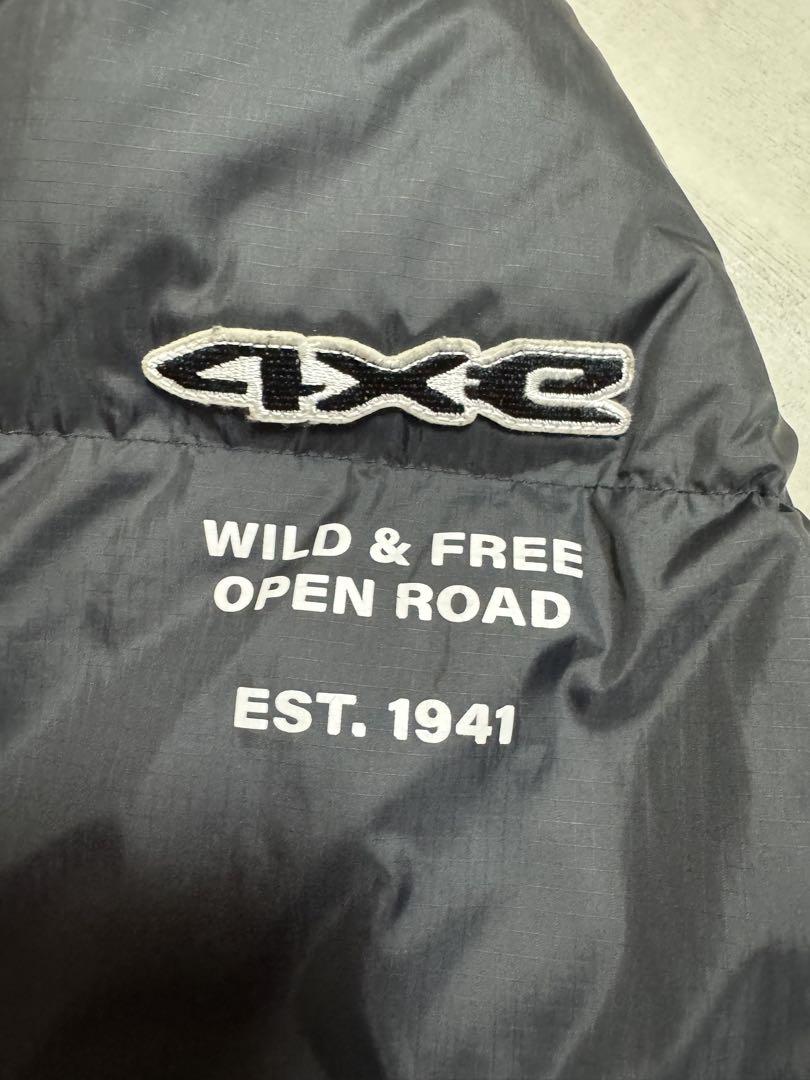 4xe
WILD & FREE
OPEN ROAD
EST. 1941